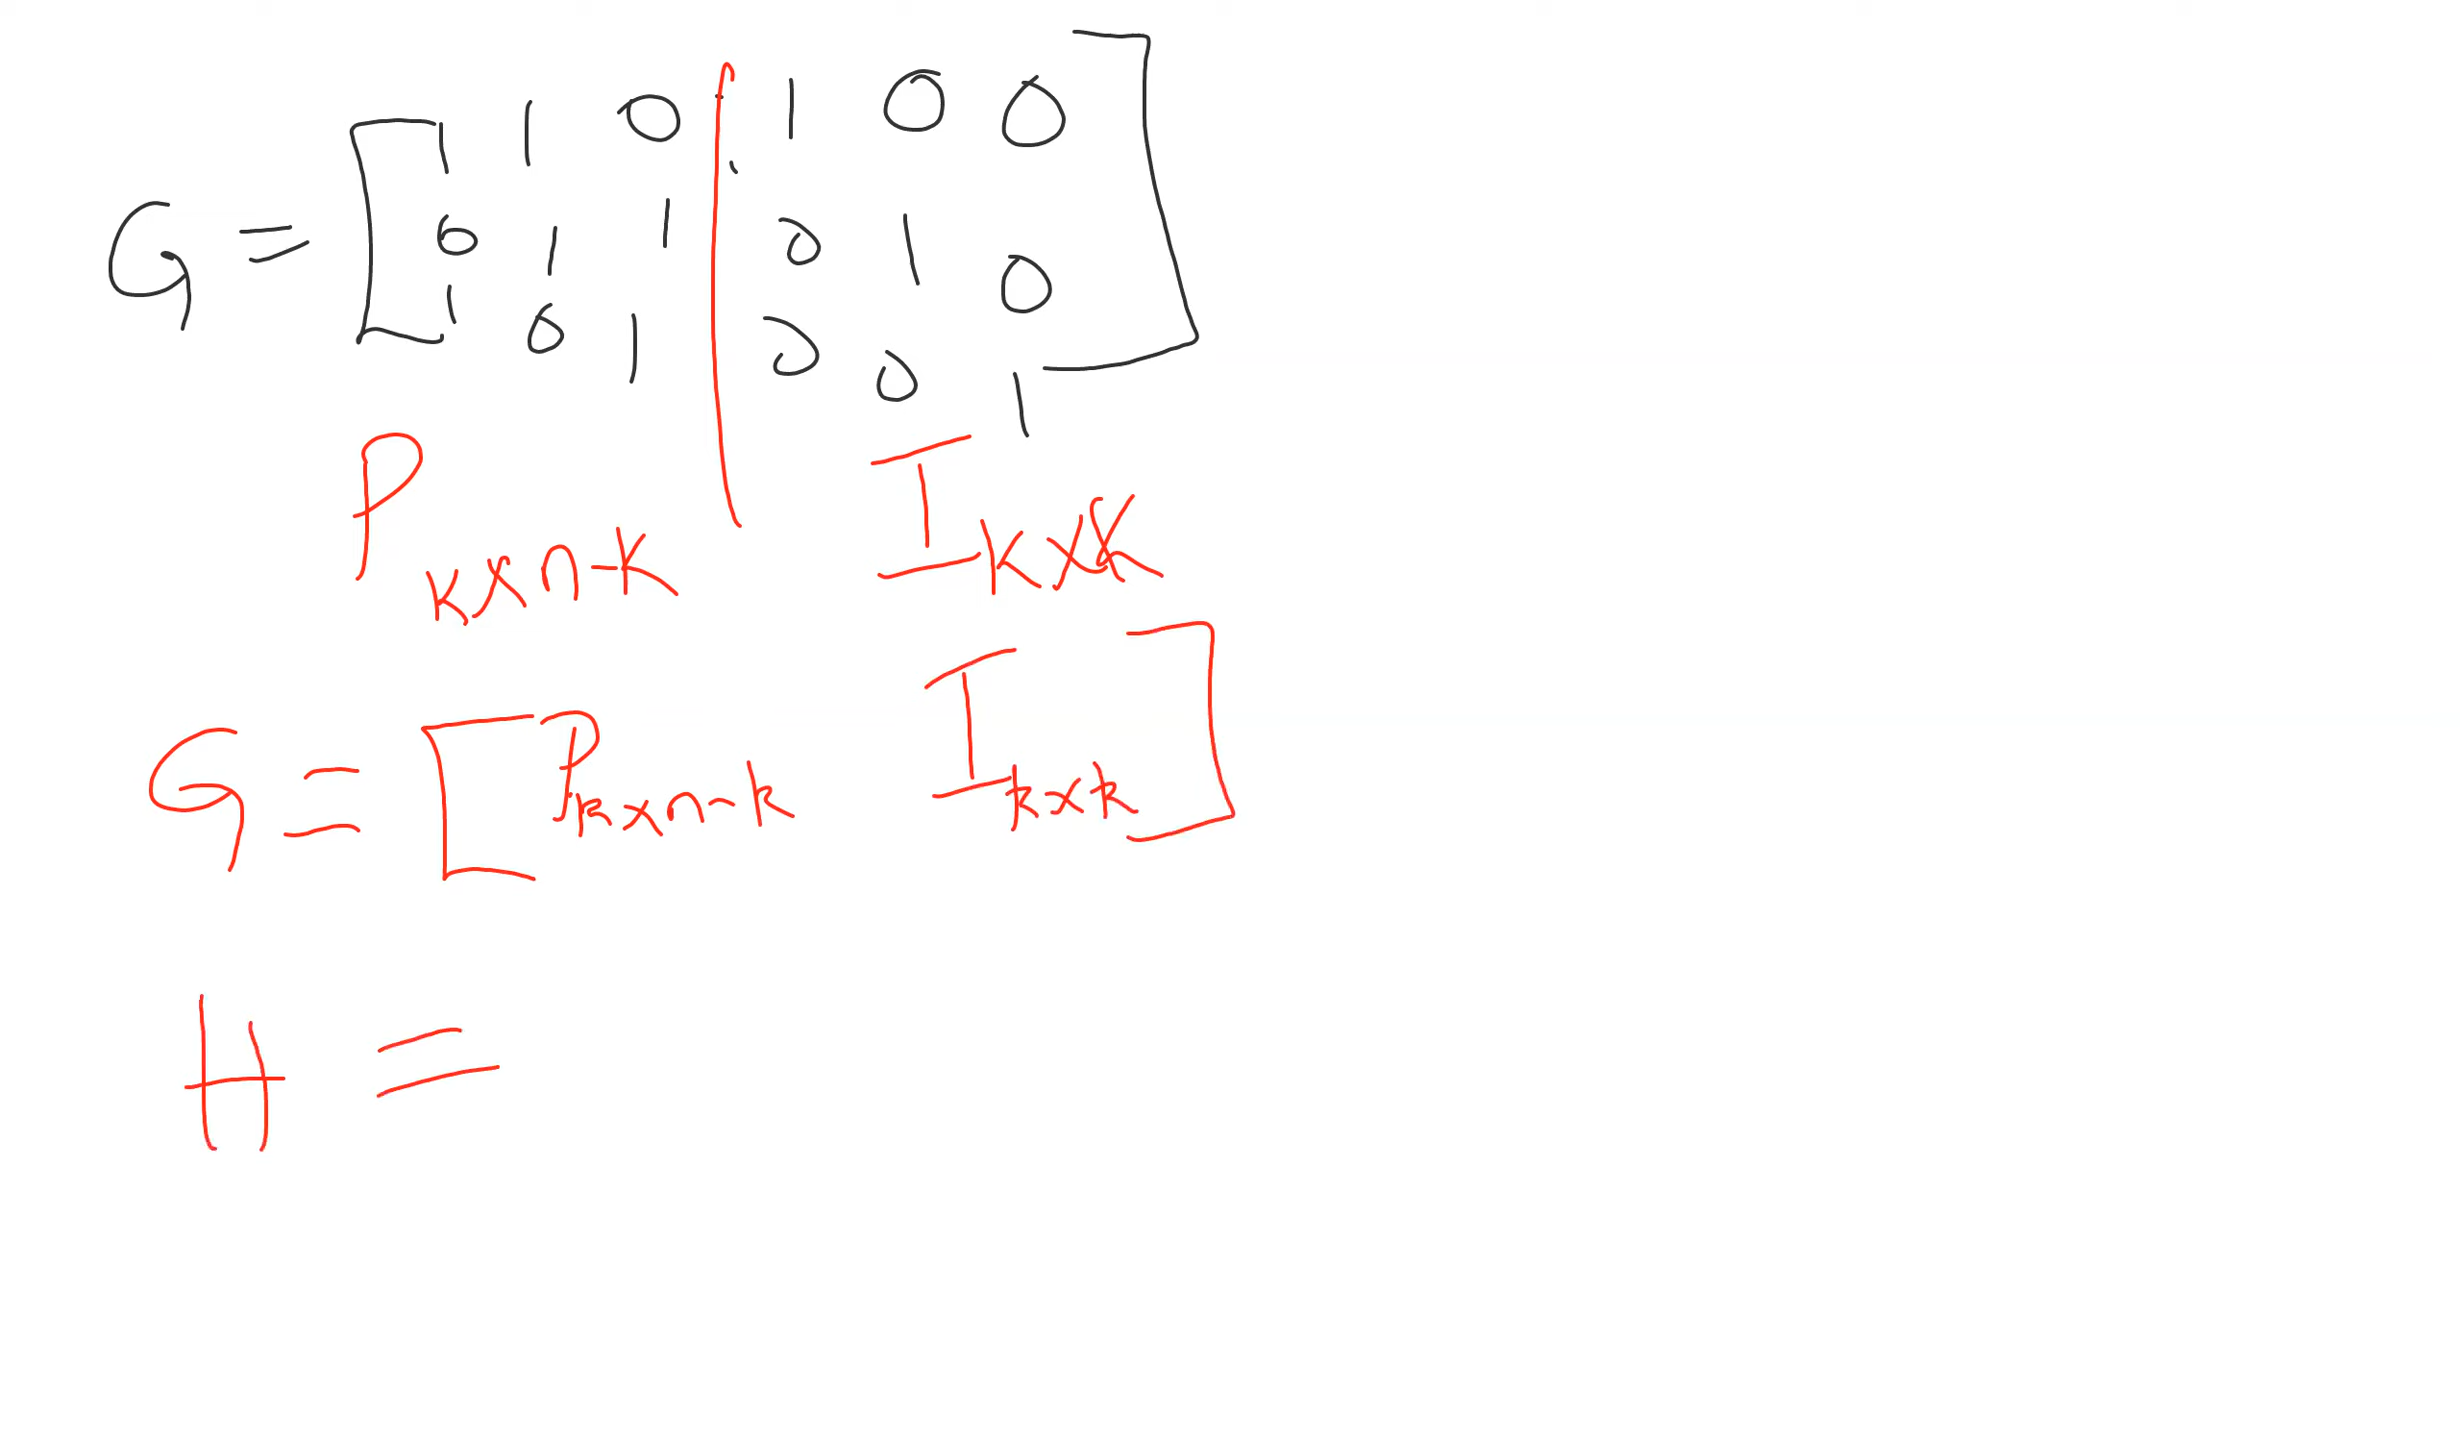 G = [ 1 1 0 | 1 0 0 ]
0 1 1 | 0 1 0
1 0 1 | 0 0 1
P k×n-k I k×k
G = [ P k×n-k I k×k ]
H =